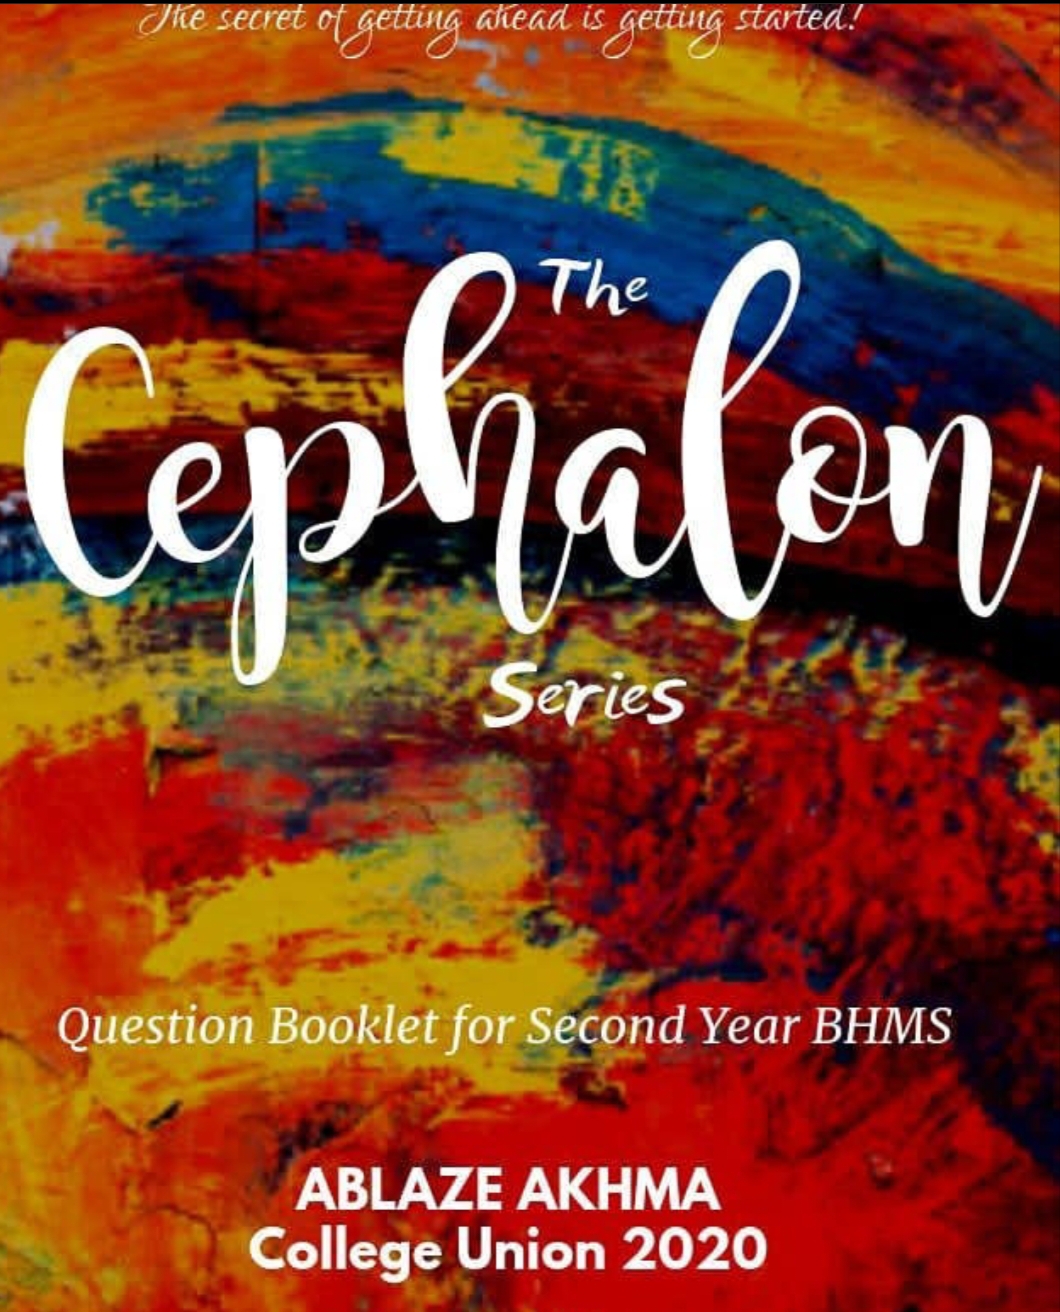 The secret of getting ahead is getting started!
The
Cephalon
Series
Question Booklet for Second Year BHMS
ABLAZE AKHMA
College Union 2020